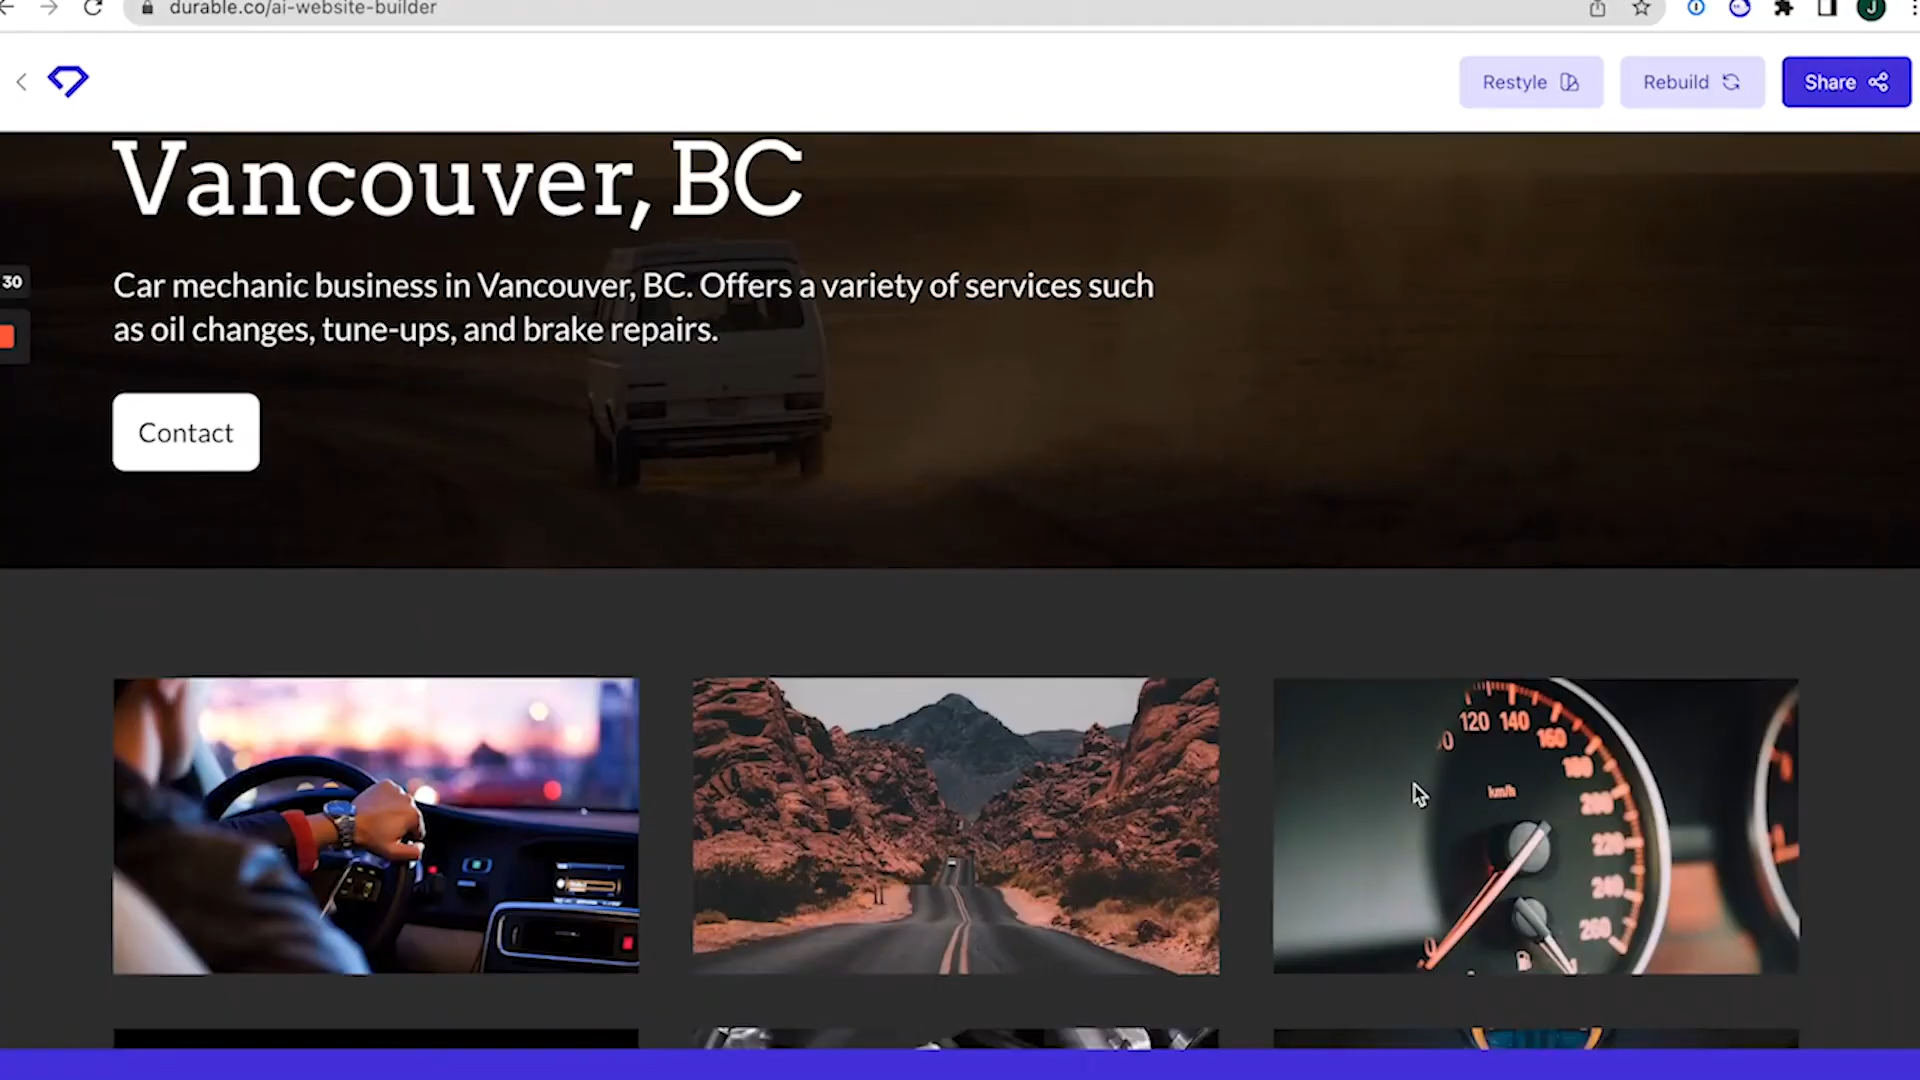 durable.co/ai-website-builder
J
Restyle
Rebuild
Share
Vancouver, BC
30
Car mechanic business in Vancouver, BC. Offers a variety of services such
as oil changes, tune-ups, and brake repairs.
Contact
120 140
160
180
km/h
200
220
240
260
0